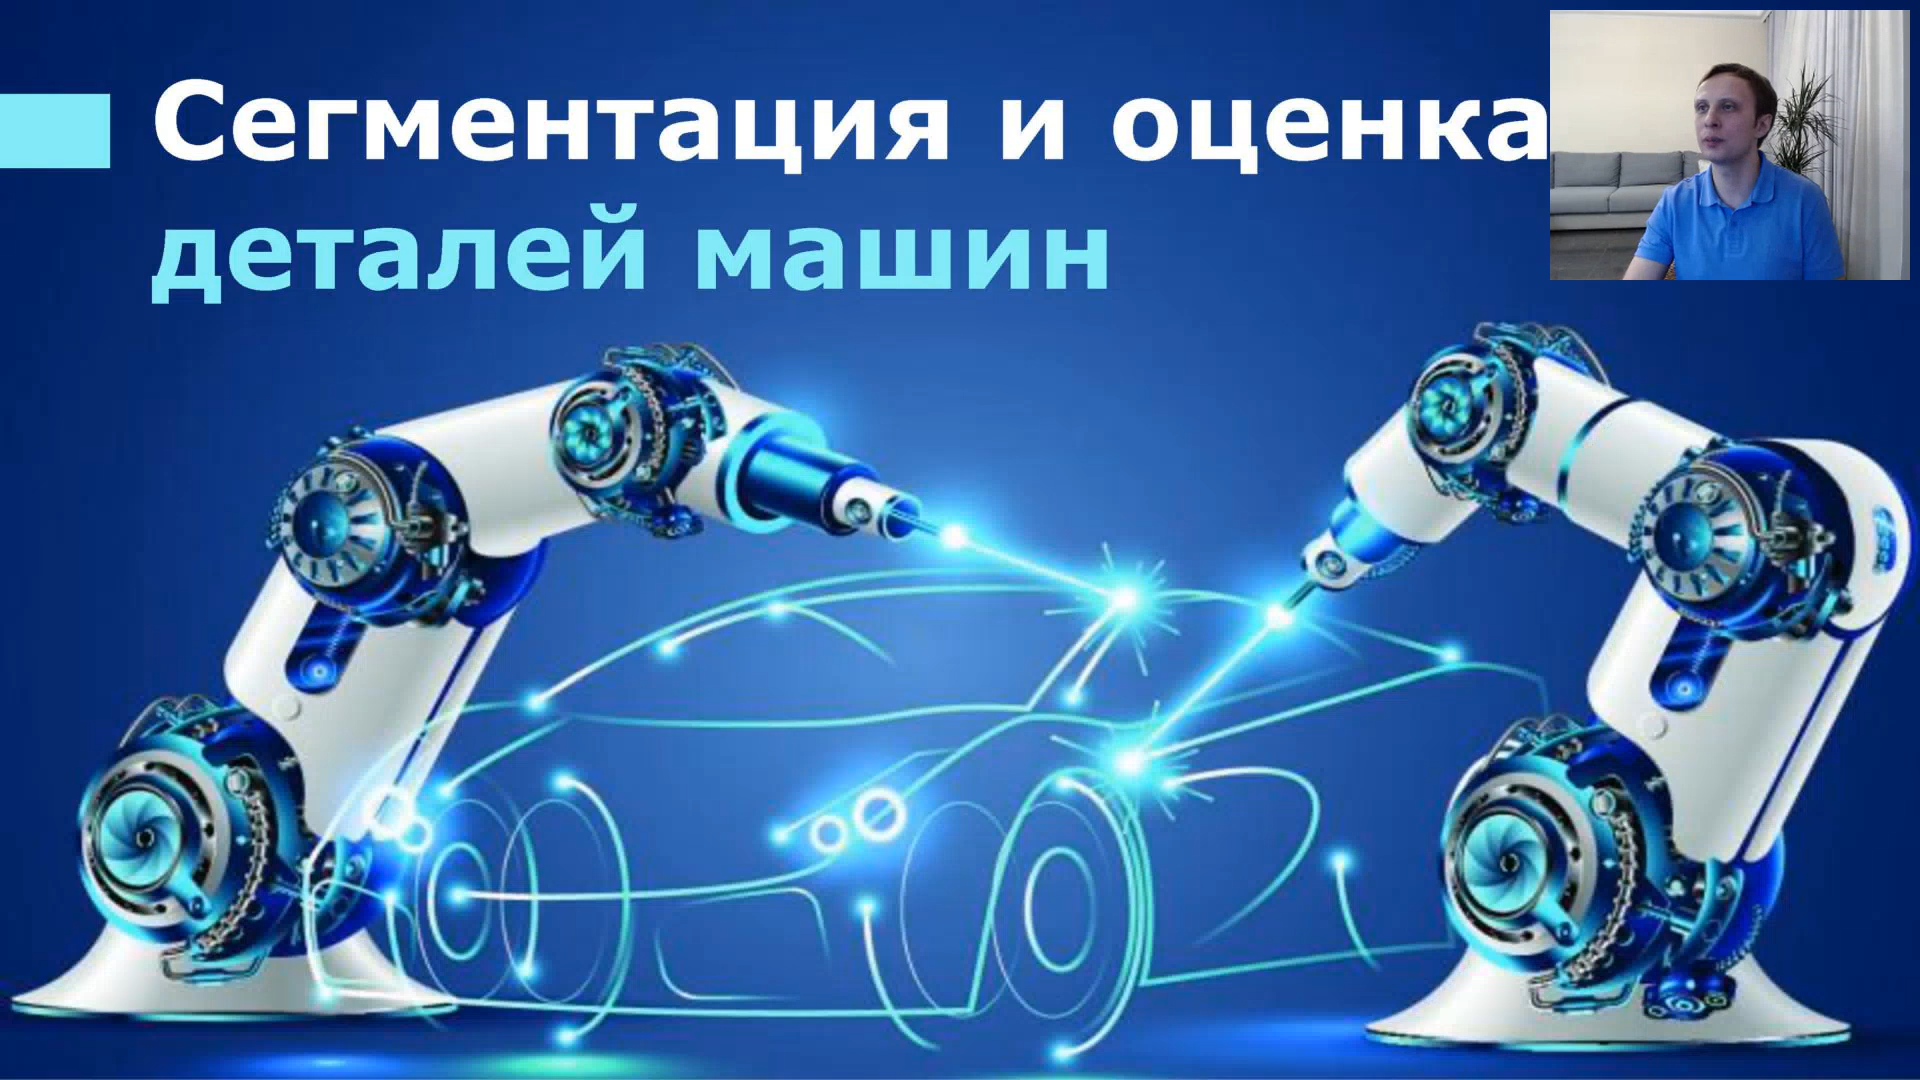 Сегментация и оценка
деталей машин